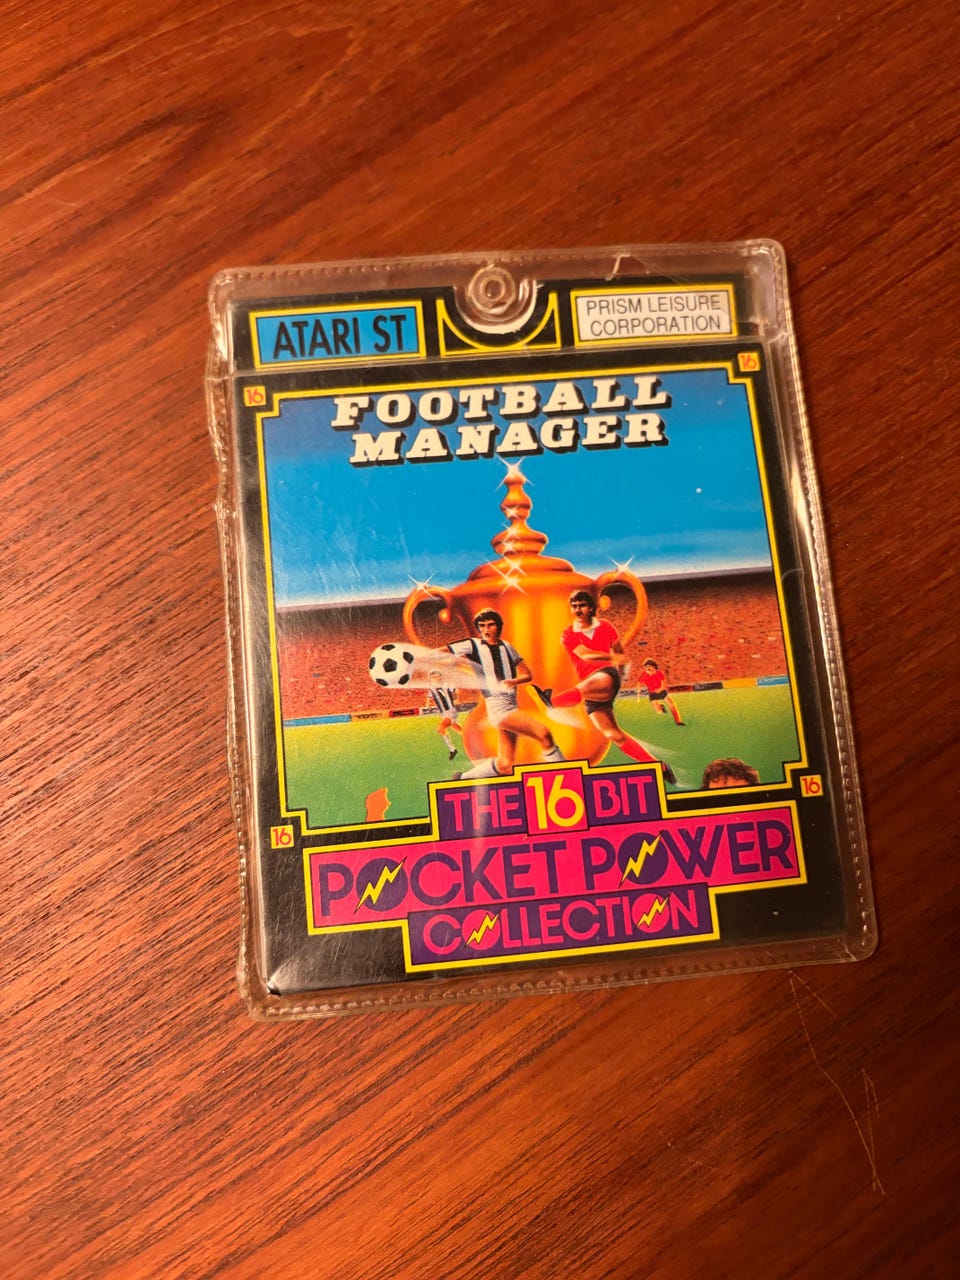 ATARI ST
PRISM LEISURE
CORPORATION
16
16
FOOTBALL
MANAGER
16
16
THE 16 BIT
POCKET POWER
COLLECTION